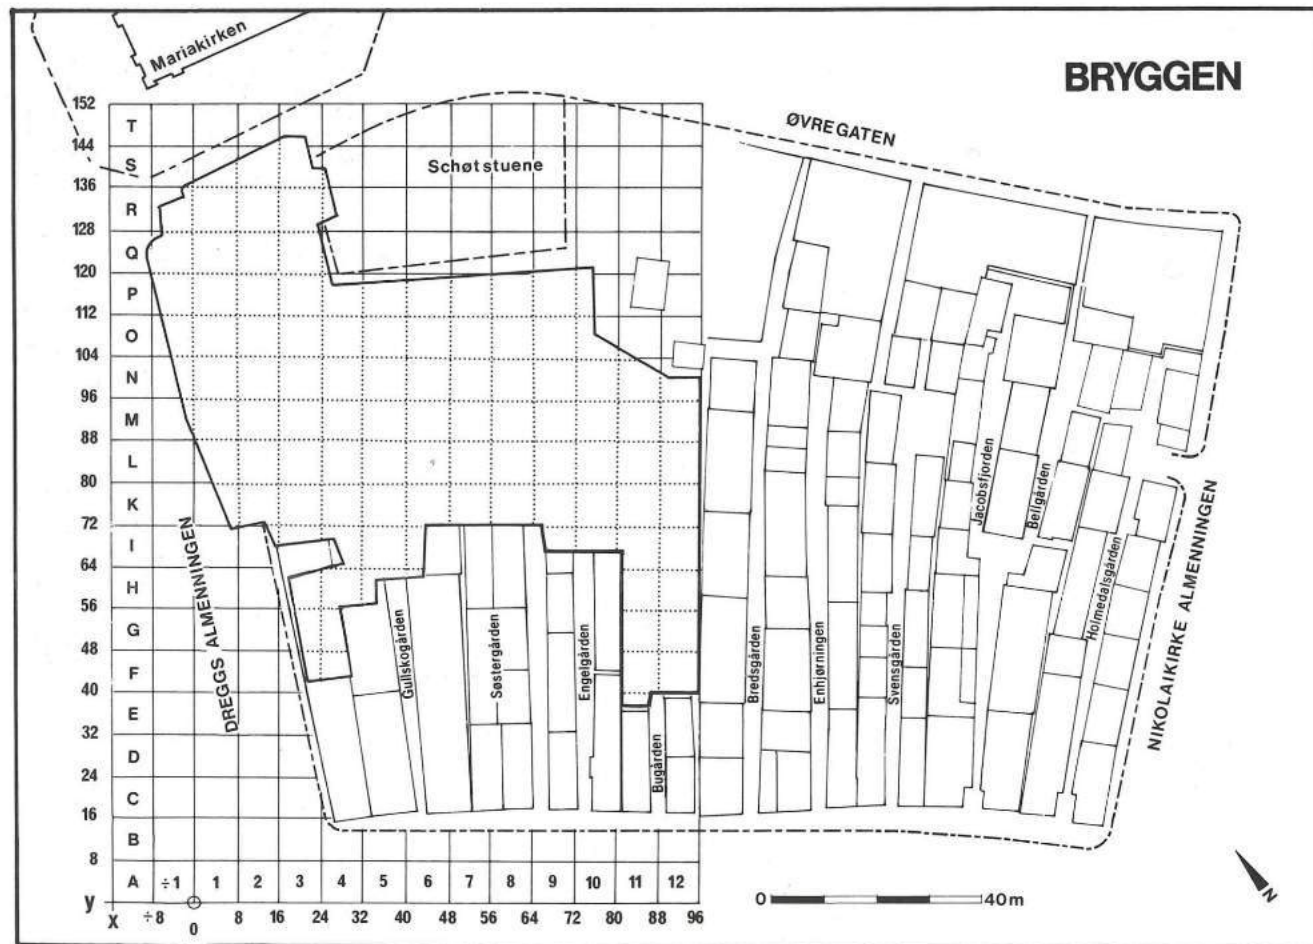 BRYGGEN
Mariakirken
ØVREGATEN
Schøtstuene
152
T
144
S
136
R
128
Q
120
P
112
O
104
N
96
M
88
L
80
K
72
I
64
H
56
G
48
F
40
E
32
D
24
C
16
B
8
A ÷1 1 2 3 4 5 6 7 8 9 10 11 12
y
x ÷8 0 8 16 24 32 40 48 56 64 72 80 88 96
DREGGS ALMENNINGEN
Gullskogården
Søstergården
Engelgården
Bugården
Bredsgården
Enhjørningen
Svensgården
Jacobsfjorden
Bellgården
Holmedalsgården
NIKOLAIKIRKE ALMENNINGEN
0 40m
N